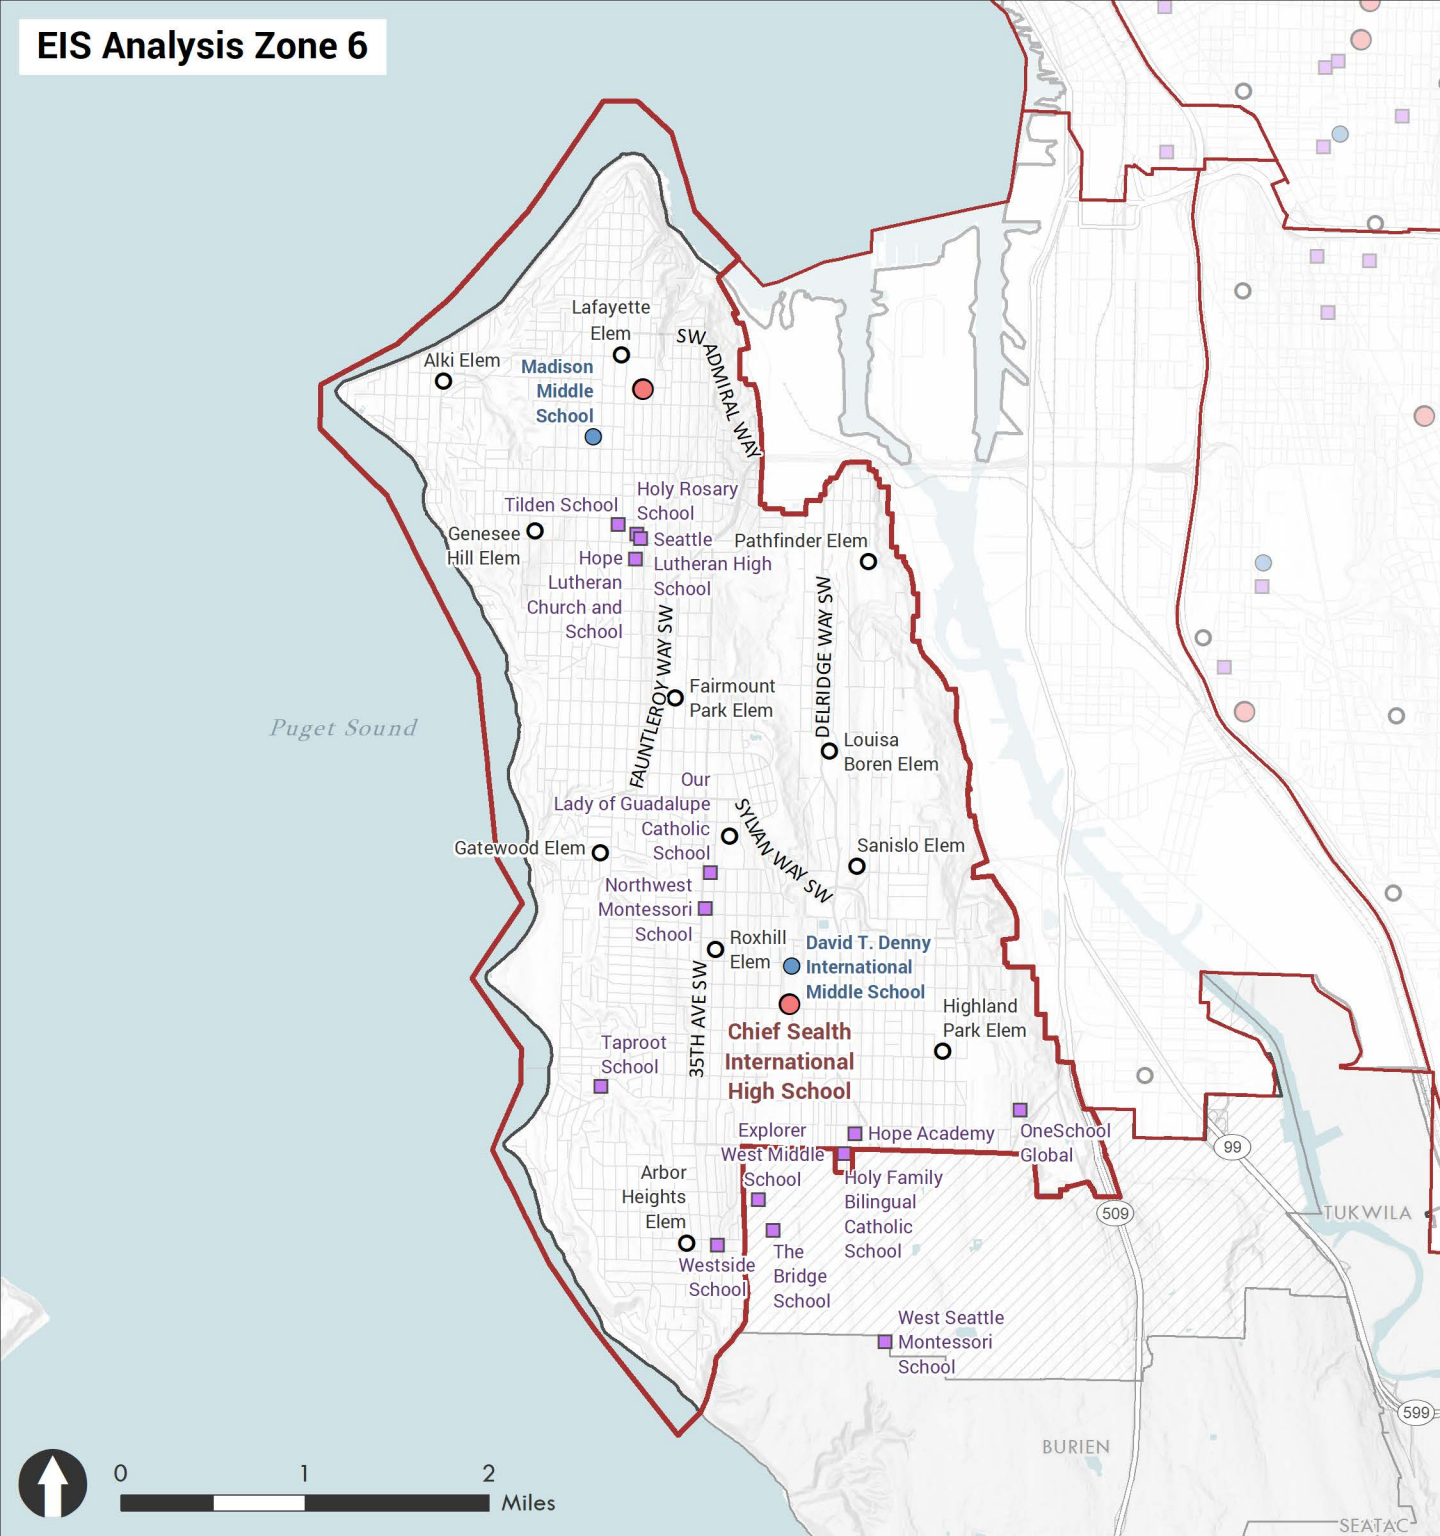 EIS Analysis Zone 6
Lafayette
Elem
Alki Elem
Madison
Middle
School
SW ADMIRAL WAY
Holy Rosary
School
Tilden School
Genesee
Hill Elem
Seattle
Lutheran High
School
Hope
Lutheran
Church and
School
Pathfinder Elem
DELRIDGE WAY SW
FAUNTLEROY WAY SW
Fairmount
Park Elem
Puget Sound
Louisa
Boren Elem
Our
Lady of Guadalupe
Catholic
School
SYLVAN WAY SW
Gatewood Elem
Sanislo Elem
Northwest
Montessori
School
Roxhill
Elem
David T. Denny
International
Middle School
35TH AVE SW
Chief Sealth
International
High School
Highland
Park Elem
Taproot
School
Explorer
West Middle
School
Hope Academy
OneSchool
Global
Arbor
Heights
Elem
Holy Family
Bilingual
Catholic
School
Westside
School
The
Bridge
School
West Seattle
Montessori
School
99
509
TUKWILA
599
BURIEN
SEATAC
0 1 2
Miles